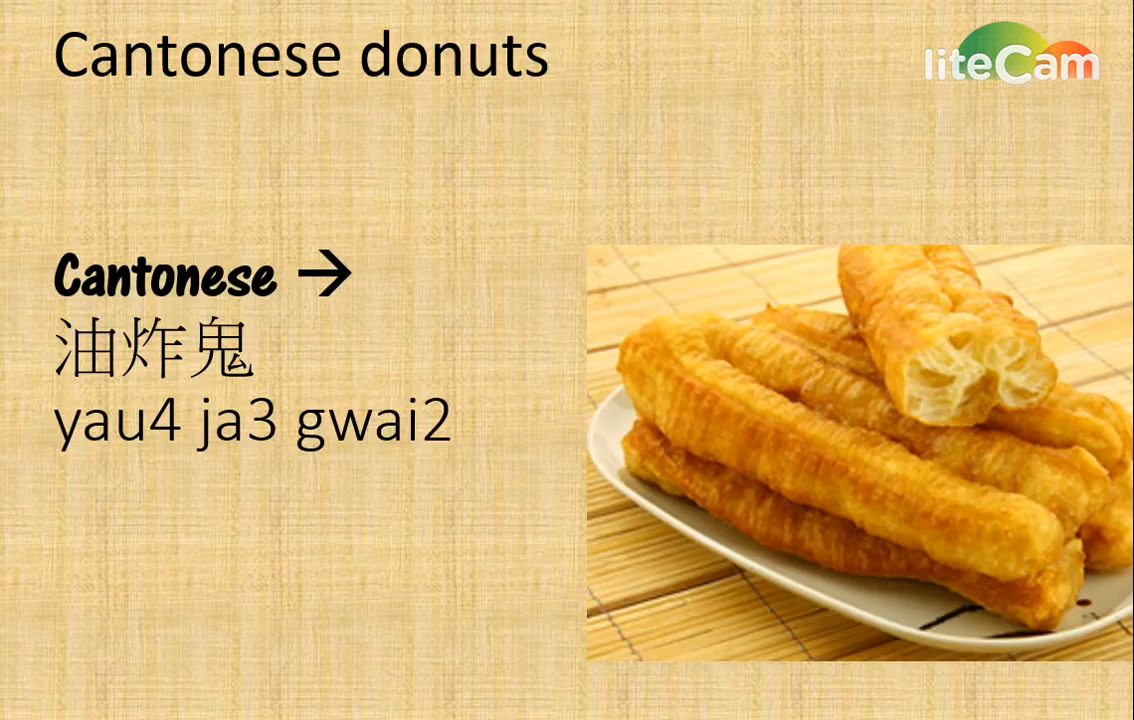 Cantonese donuts
liteCam
Cantonese →
油炸鬼
yau4 ja3 gwai2